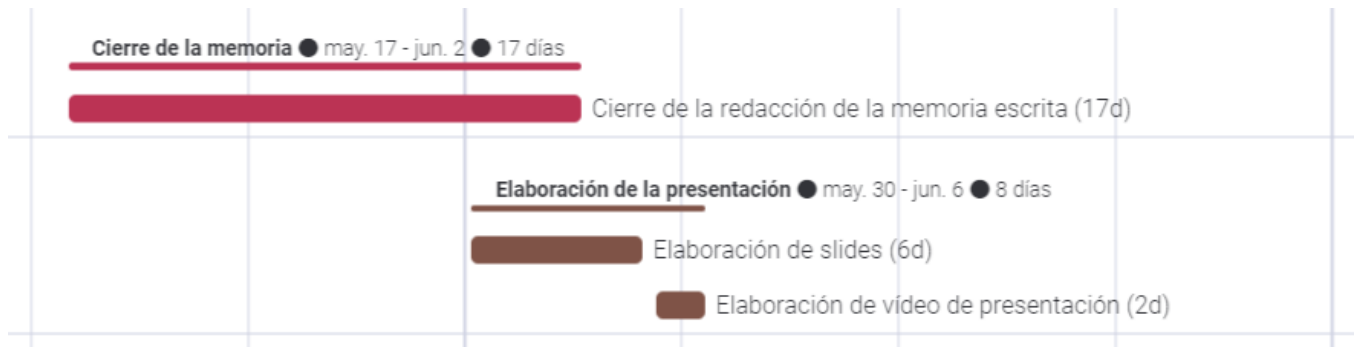 Cierre de la memoria ● may. 17 - jun. 2 ● 17 días
Cierre de la redacción de la memoria escrita (17d)
Elaboración de la presentación ● may. 30 - jun. 6 ● 8 días
Elaboración de slides (6d)
Elaboración de vídeo de presentación (2d)